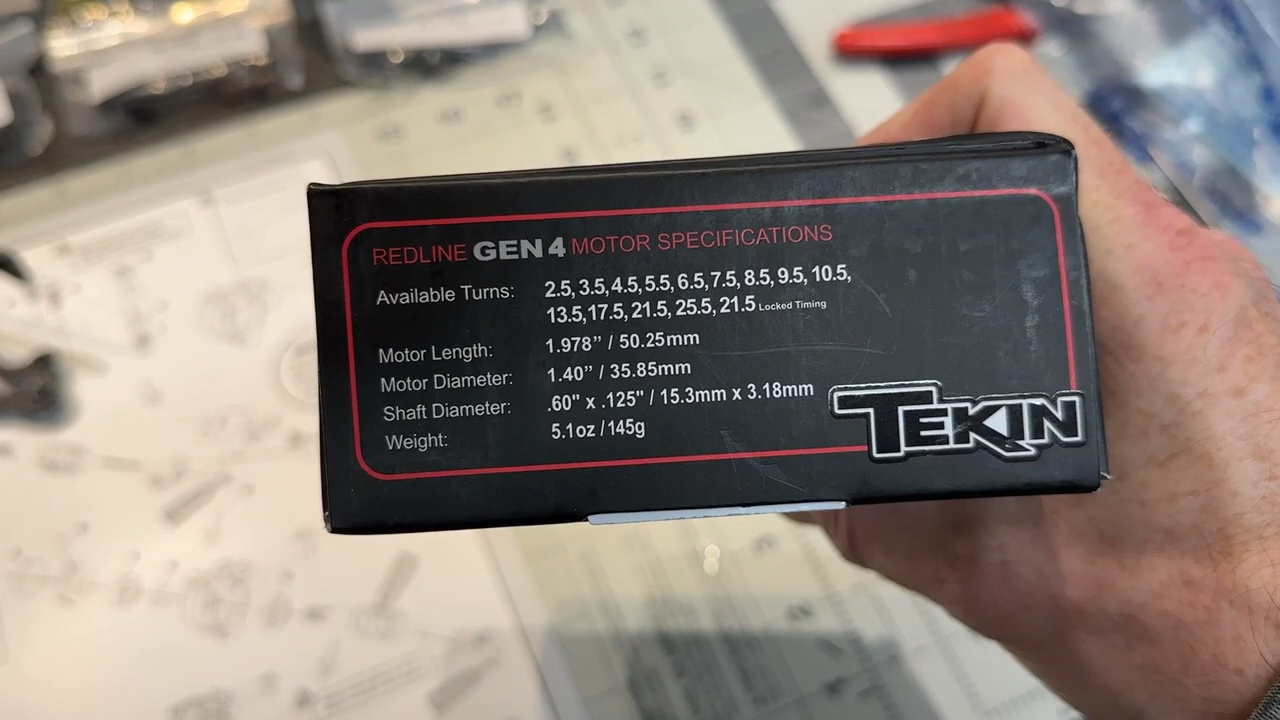 REDLINE GEN 4 MOTOR SPECIFICATIONS
Available Turns: 2.5, 3.5, 4.5, 5.5, 6.5, 7.5, 8.5, 9.5, 10.5,
13.5, 17.5, 21.5, 25.5, 21.5 Locked Timing
Motor Length: 1.978” / 50.25mm
Motor Diameter: 1.40” / 35.85mm
Shaft Diameter: .60" x .125" / 15.3mm x 3.18mm
Weight: 5.1oz / 145g
TEKIN